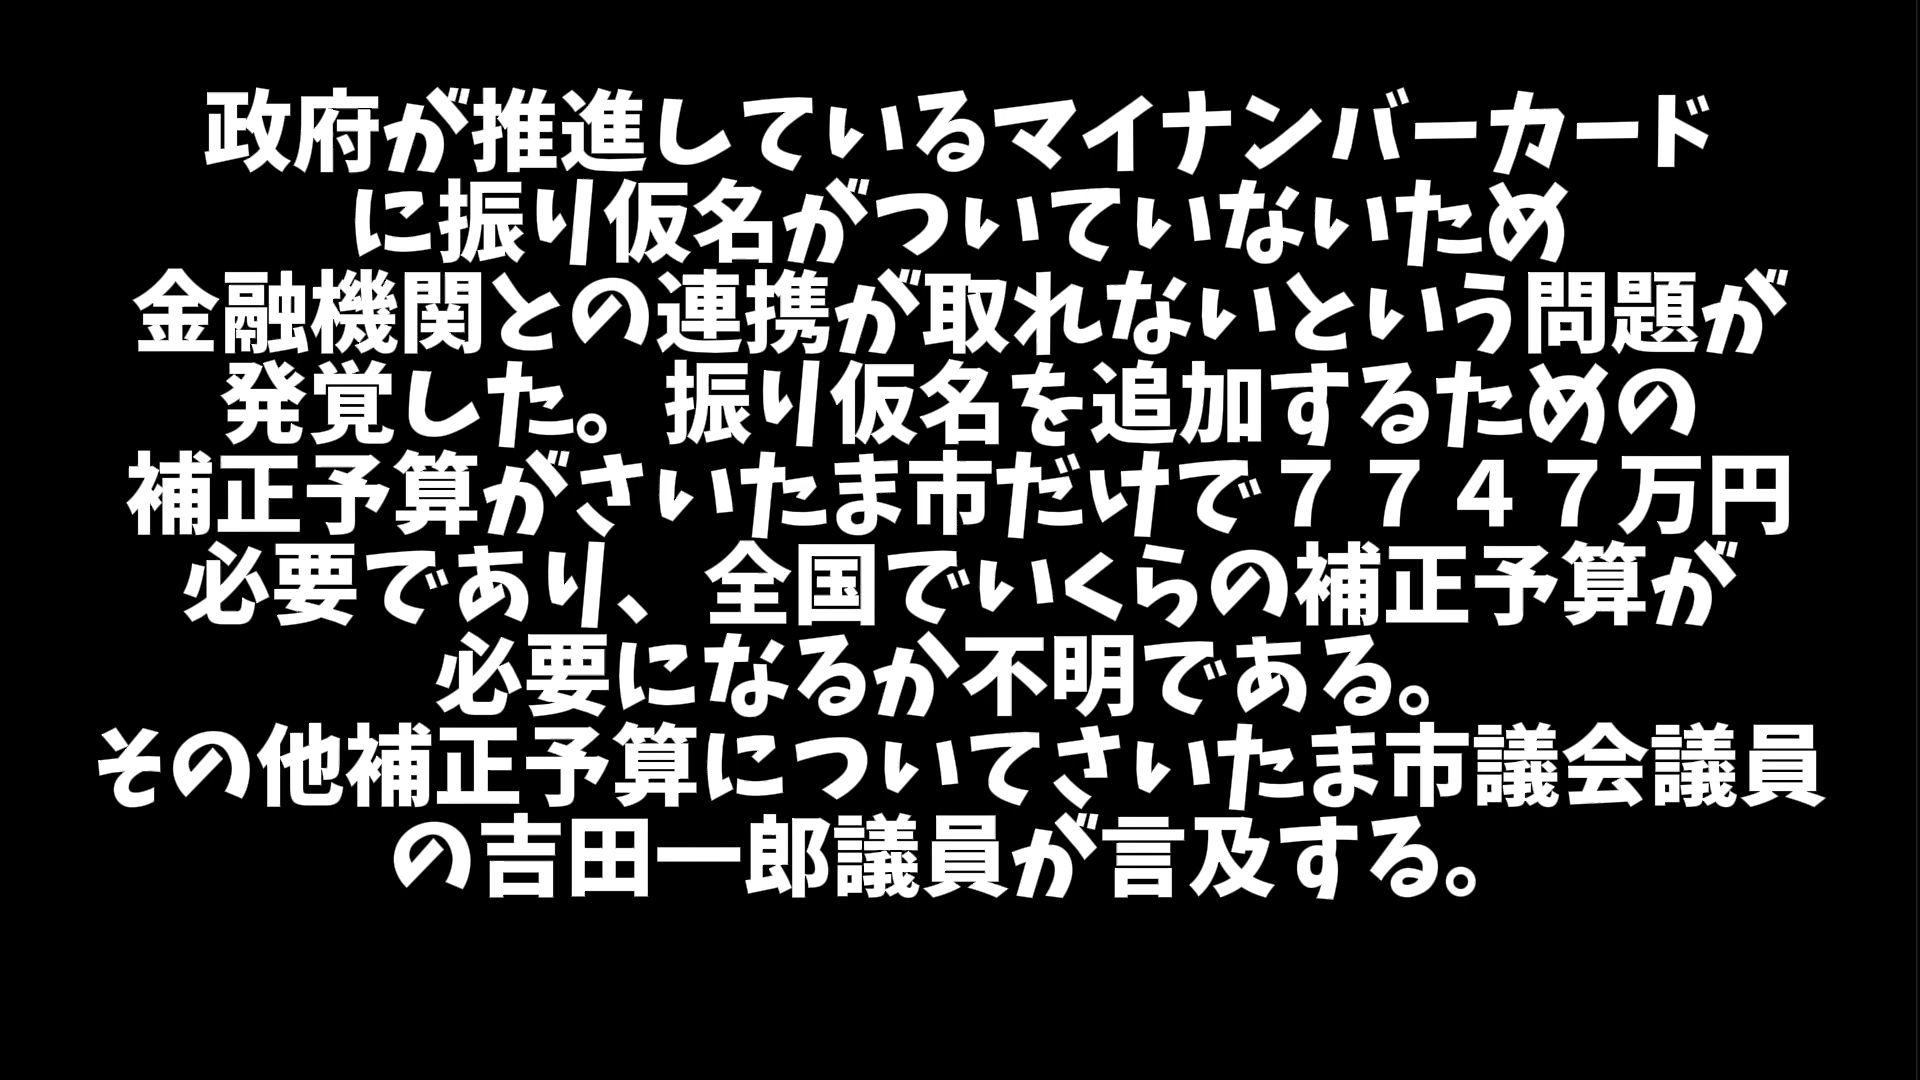 政府が推進しているマイナンバーカード
に振り仮名がついていないため
金融機関との連携が取れないという問題が
発覚した。振り仮名を追加するための
補正予算がさいたま市だけで７７４７万円
必要であり、全国でいくらの補正予算が
必要になるか不明である。
その他補正予算についてさいたま市議会議員
の吉田一郎議員が言及する。